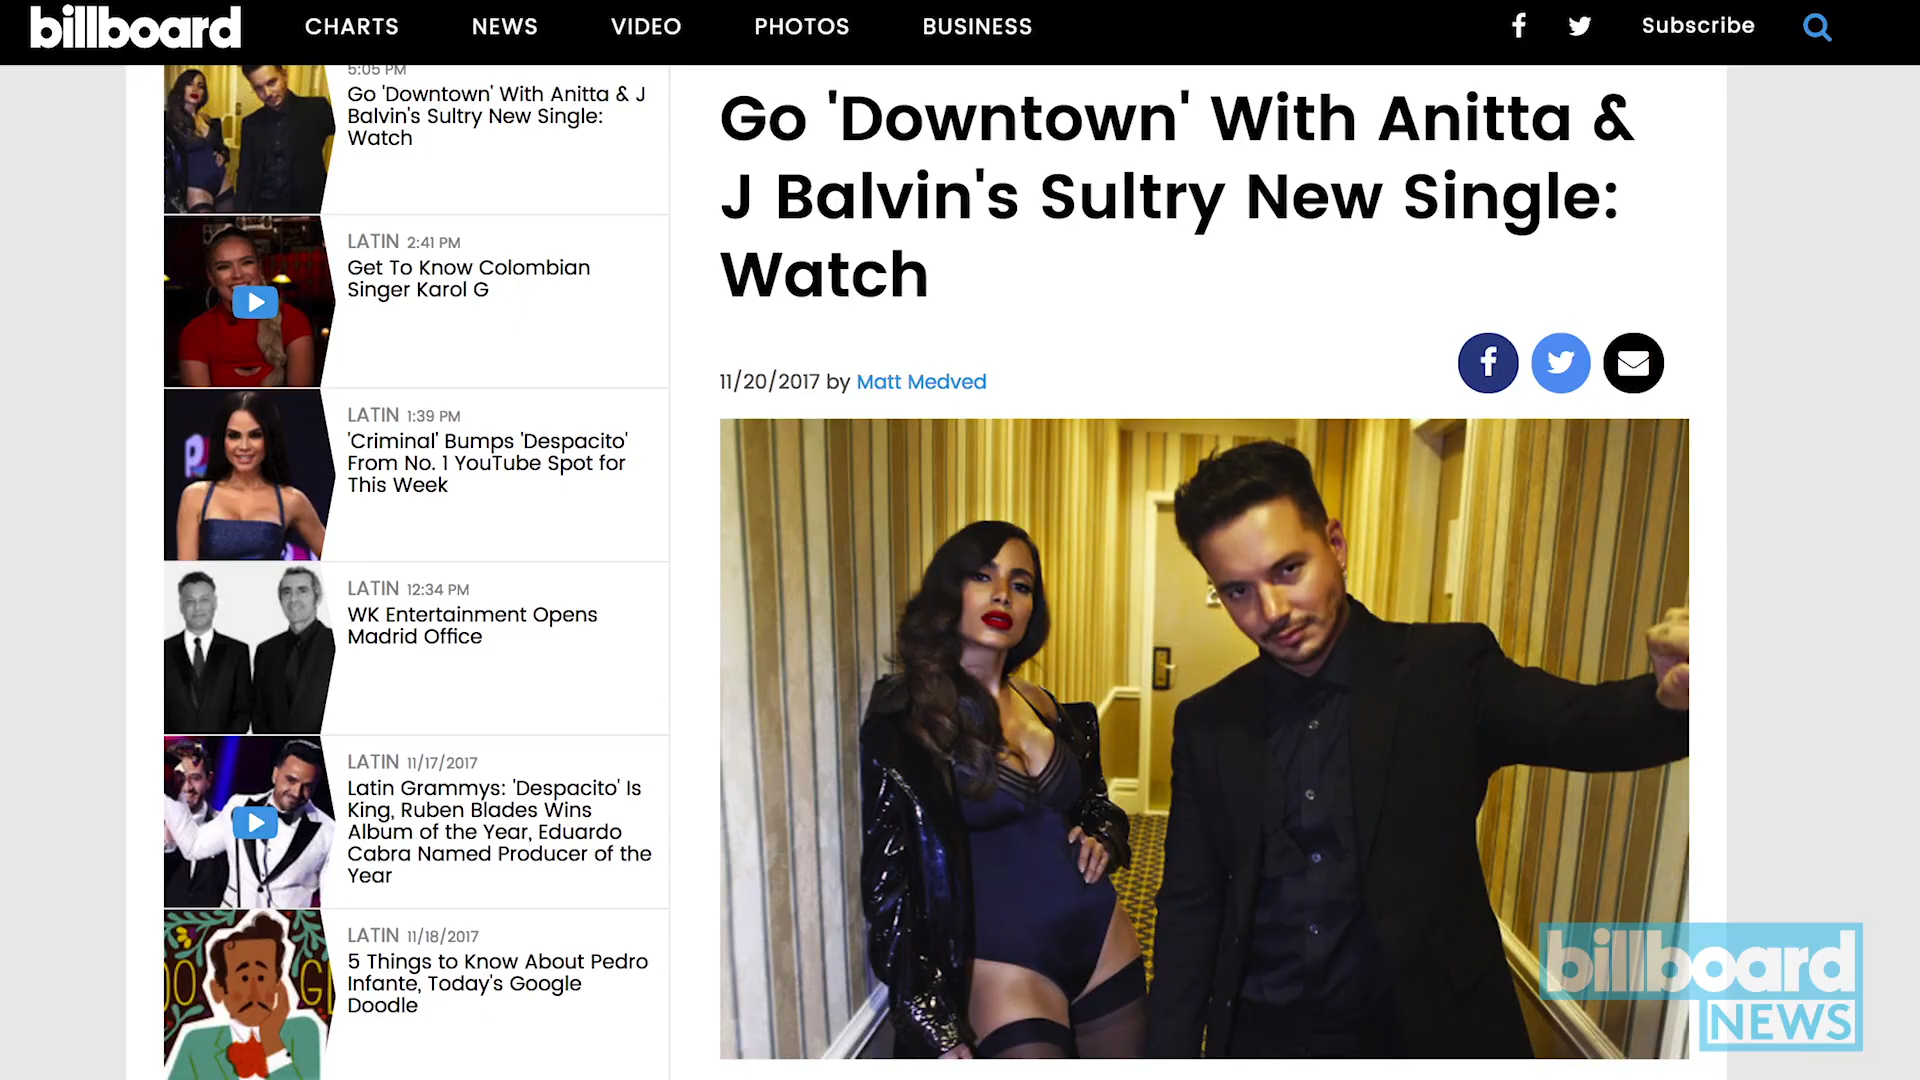 billboard
CHARTS
NEWS
VIDEO
PHOTOS
BUSINESS
Subscribe
5:05 PM
Go 'Downtown' With Anitta & J
Balvin's Sultry New Single:
Watch
LATIN 2:41 PM
Get To Know Colombian
Singer Karol G
LATIN 1:39 PM
'Criminal' Bumps 'Despacito'
From No. 1 YouTube Spot for
This Week
LATIN 12:34 PM
WK Entertainment Opens
Madrid Office
LATIN 11/17/2017
Latin Grammys: 'Despacito' Is
King, Ruben Blades Wins
Album of the Year, Eduardo
Cabra Named Producer of the
Year
LATIN 11/18/2017
5 Things to Know About Pedro
Infante, Today's Google
Doodle
Go 'Downtown' With Anitta &
J Balvin's Sultry New Single:
Watch
11/20/2017 by Matt Medved
billboard
NEWS